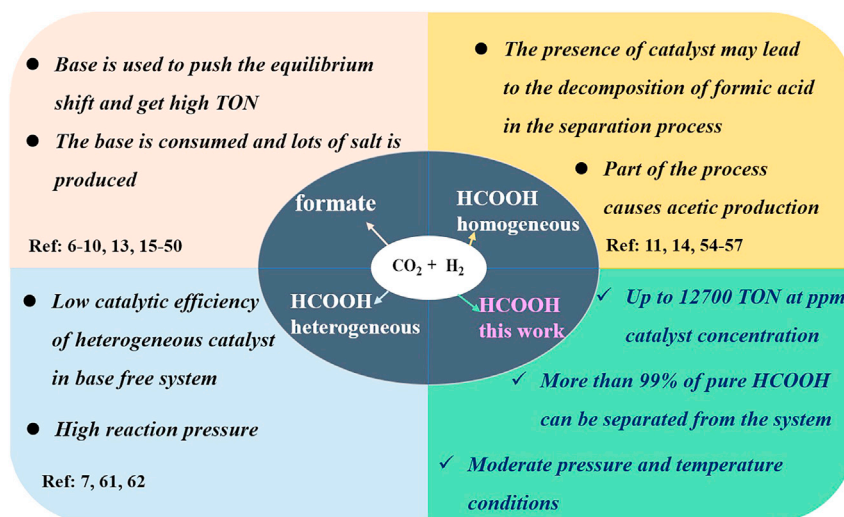 ● Base is used to push the equilibrium
shift and get high TON
● The base is consumed and lots of salt is
produced
Ref: 6-10, 13, 15-50
● The presence of catalyst may lead
to the decomposition of formic acid
in the separation process
● Part of the process
causes acetic production
Ref: 11, 14, 54-57
formate
HCOOH
homogeneous
CO₂ + H₂
HCOOH
heterogeneous
HCOOH
this work
● Low catalytic efficiency
of heterogeneous catalyst
in base free system
● High reaction pressure
Ref: 7, 61, 62
✓ Up to 12700 TON at ppm
catalyst concentration
✓ More than 99% of pure HCOOH
can be separated from the system
✓ Moderate pressure and temperature
conditions